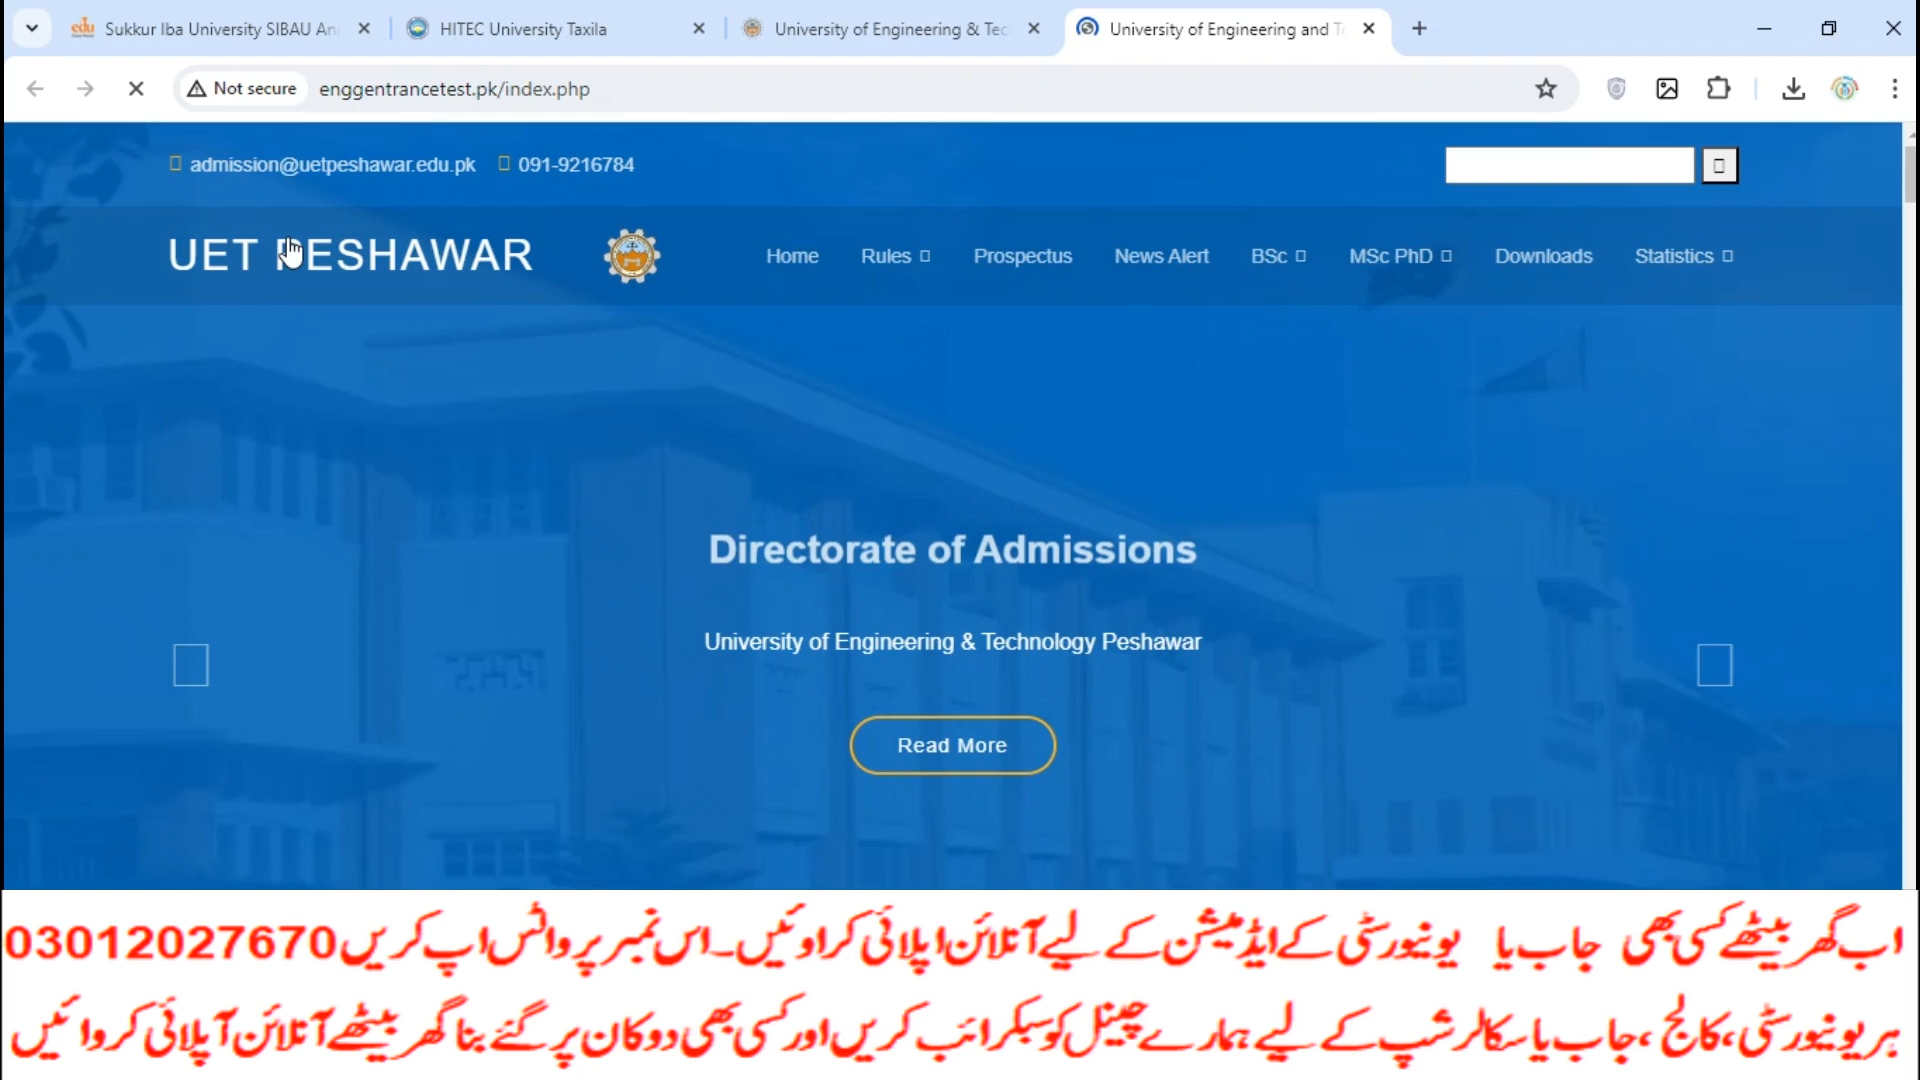 Sukkur Iba University SIBAU An
HITEC University Taxila
University of Engineering & Tec
University of Engineering and T
Not secure
enggentrancetest.pk/index.php
admission@uetpeshawar.edu.pk
091-9216784
UET PESHAWAR
Home
Rules
Prospectus
News Alert
BSc
MSc PhD
Downloads
Statistics
Directorate of Admissions
University of Engineering & Technology Peshawar
Read More
اب گھر بیٹھے کسی بھی جاب یا یونیورسٹی کے ایڈمیشن کے لیے آنلائن اپلائی کراوئیں۔اس نمبر پر واٹس اپ کریں 03012027670
ہر یونیورسٹی، کالج ،جاب یا سکالرشپ کے لیے ہمارے چینل کو سبکرائب کریں اور کسی بھی دوکان پر گئے بنا گھر بیٹھے آنلائن آپلائی کروائیں